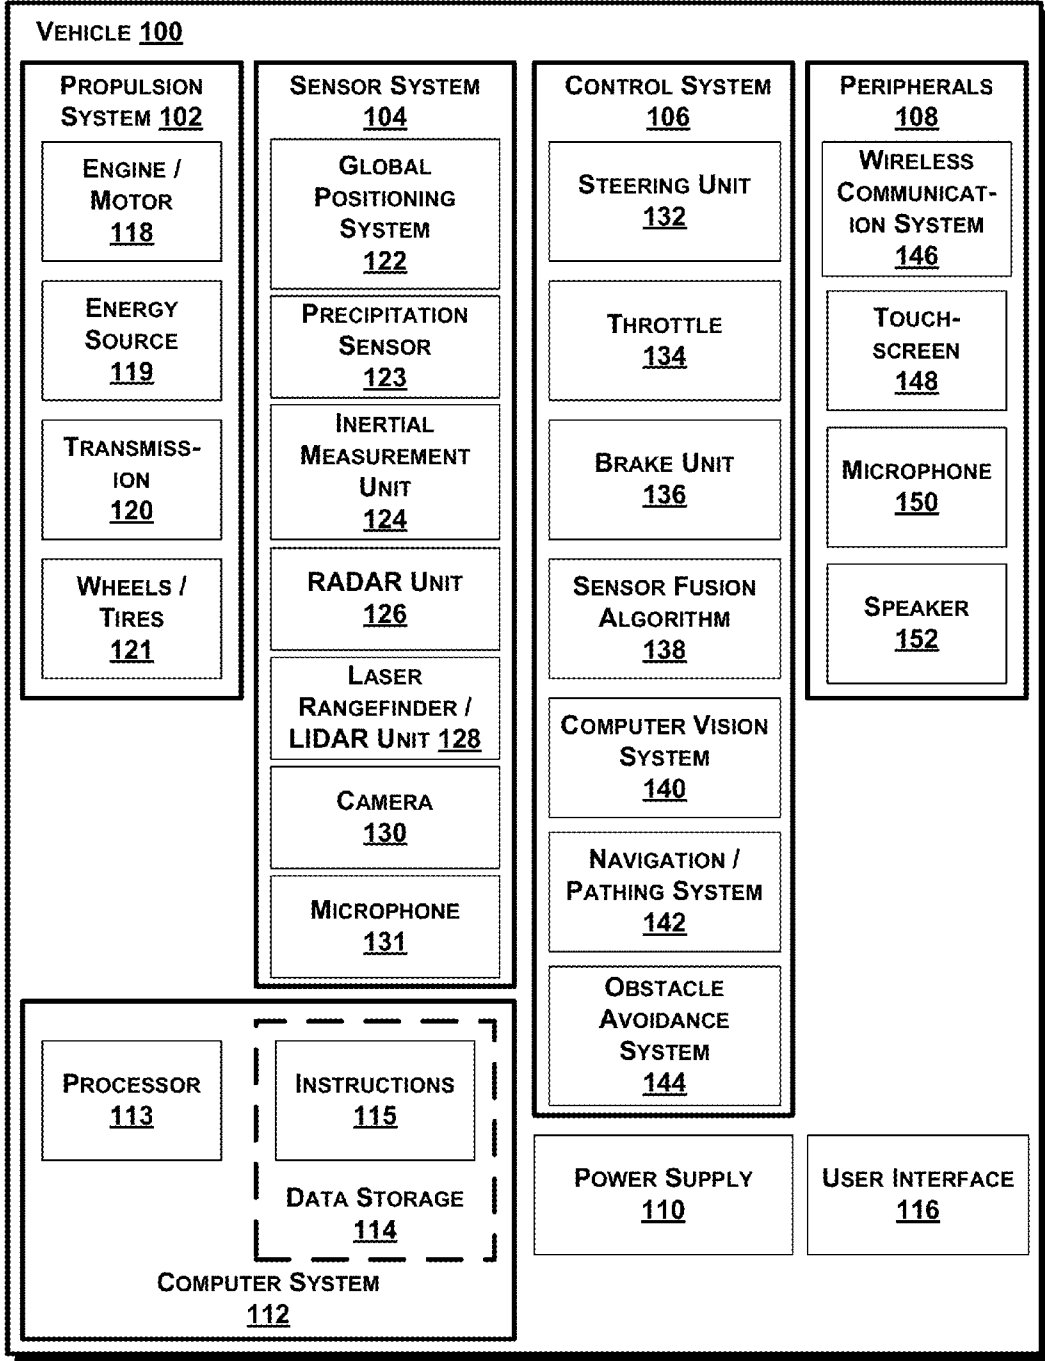 VEHICLE 100
PROPULSION
SYSTEM 102
ENGINE /
MOTOR
118
ENERGY
SOURCE
119
TRANSMISS-
ION
120
WHEELS /
TIRES
121
SENSOR SYSTEM
104
GLOBAL
POSITIONING
SYSTEM
122
PRECIPITATION
SENSOR
123
INERTIAL
MEASUREMENT
UNIT
124
RADAR UNIT
126
LASER
RANGEFINDER /
LIDAR UNIT 128
CAMERA
130
MICROPHONE
131
CONTROL SYSTEM
106
STEERING UNIT
132
THROTTLE
134
BRAKE UNIT
136
SENSOR FUSION
ALGORITHM
138
COMPUTER VISION
SYSTEM
140
NAVIGATION /
PATHING SYSTEM
142
OBSTACLE
AVOIDANCE
SYSTEM
144
PERIPHERALS
108
WIRELESS
COMMUNICAT-
ION SYSTEM
146
TOUCH-
SCREEN
148
MICROPHONE
150
SPEAKER
152
PROCESSOR
113
INSTRUCTIONS
115
DATA STORAGE
114
COMPUTER SYSTEM
112
POWER SUPPLY
110
USER INTERFACE
116